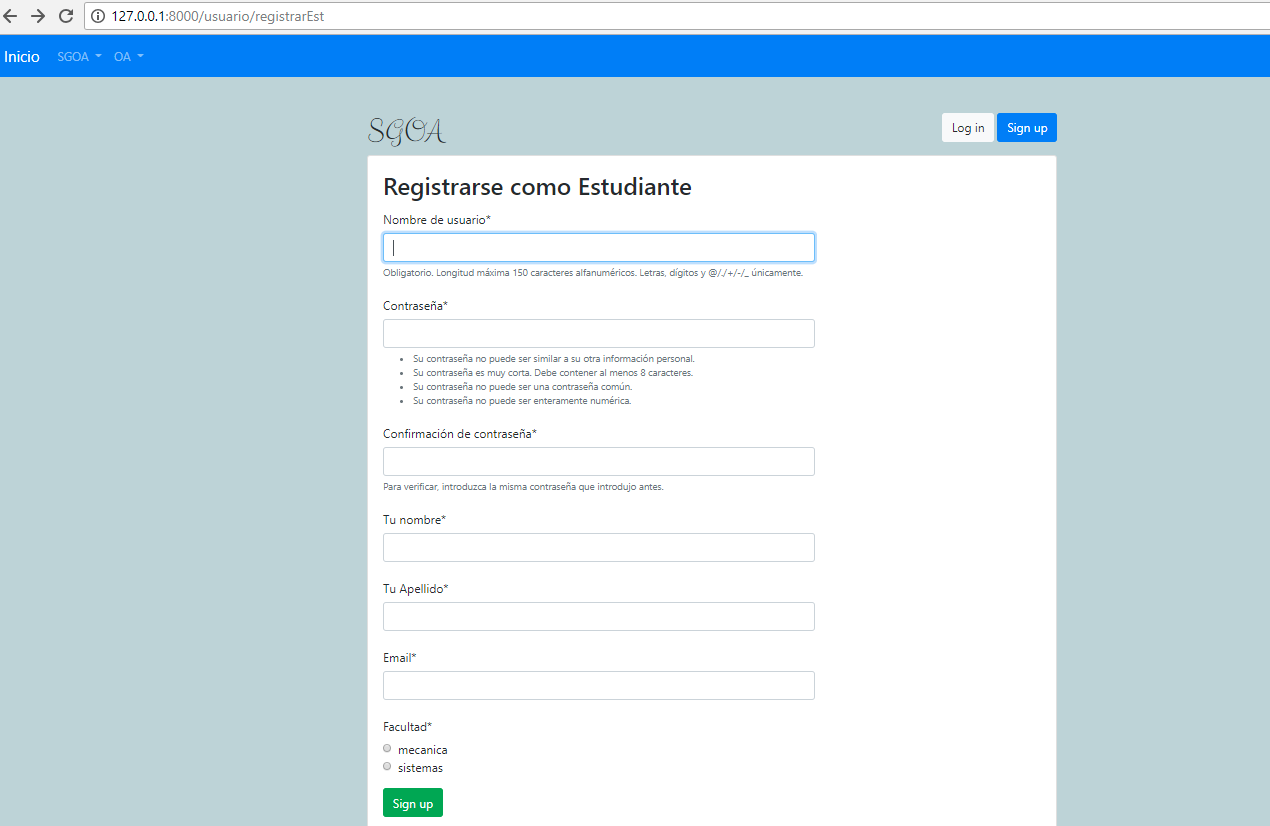 127.0.0.1:8000/usuario/registrarEst
Inicio SGOA OA
SGOA Log in Sign up
Registrarse como Estudiante
Nombre de usuario*
Obligatorio. Longitud máxima 150 caracteres alfanuméricos. Letras, dígitos y @/./+/-/_ únicamente.
Contraseña*
• Su contraseña no puede ser similar a su otra información personal.
• Su contraseña es muy corta. Debe contener al menos 8 caracteres.
• Su contraseña no puede ser una contraseña común.
• Su contraseña no puede ser enteramente numérica.
Confirmación de contraseña*
Para verificar, introduzca la misma contraseña que introdujo antes.
Tu nombre*
Tu Apellido*
Email*
Facultad*
mecanica
sistemas
Sign up